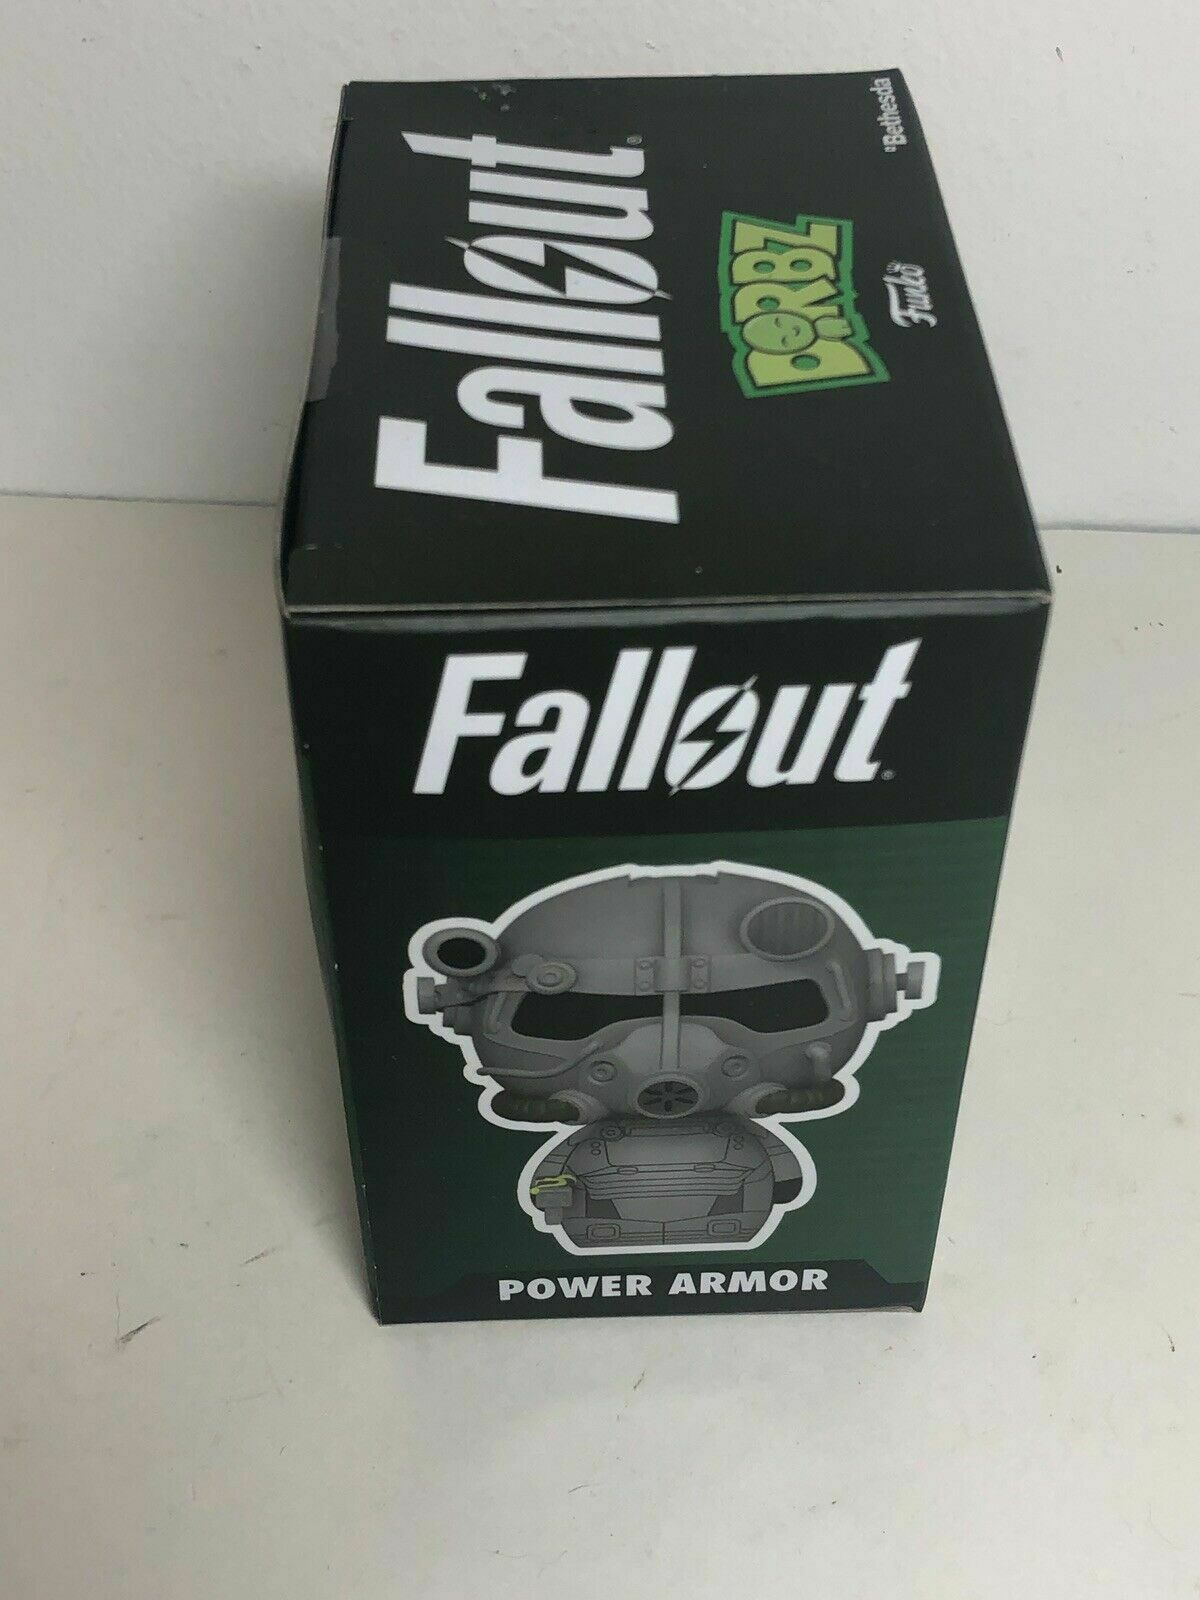 Fallout®
DORBZ
Funko
Bethesda
Fallout®
POWER ARMOR